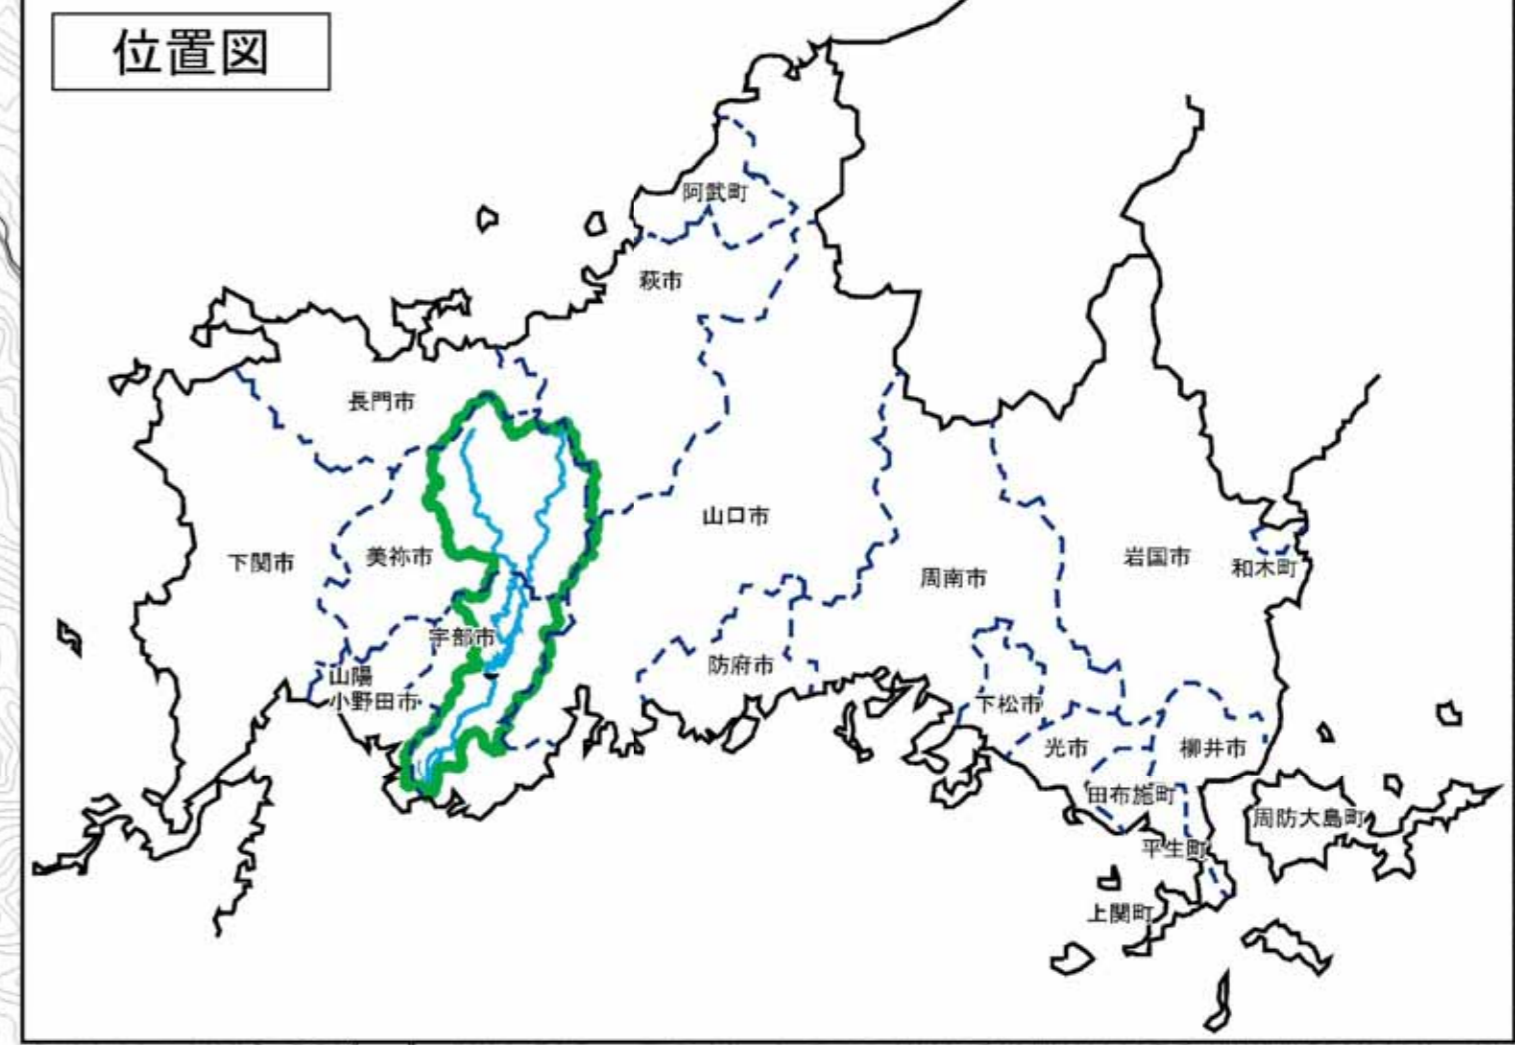 位置図
阿武町
萩市
長門市
山口市
下関市
美祢市
周南市
岩国市
和木町
宇部市
防府市
山陽
小野田市
下松市
光市
柳井市
田布施町
周防大島町
平生町
上関町